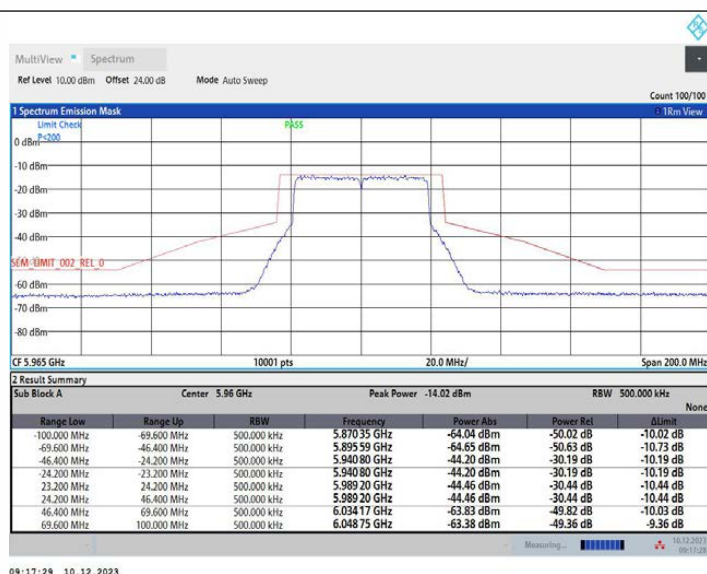 MultiView Spectrum
Ref Level 10.00 dBm Offset 24.00 dB Mode Auto Sweep
Count 100/100
1 Spectrum Emission Mask 1Rm View
Limit Check PASS
P<200
0 dBm
-10 dBm
-20 dBm
-30 dBm
-40 dBm
SEM_LIMIT_002_REL_0
-60 dBm
-70 dBm
-80 dBm
CF 5.965 GHz 10001 pts 20.0 MHz/ Span 200.0 MHz
2 Result Summary
Sub Block A Center 5.96 GHz Peak Power -14.02 dBm RBW 500.000 kHz
None
Range Low Range Up RBW Frequency Power Abs Power Rel ΔLimit
-100.000 MHz -69.600 MHz 500.000 kHz 5.870 35 GHz -64.04 dBm -50.02 dB -10.02 dB
-69.600 MHz -46.400 MHz 500.000 kHz 5.895 59 GHz -64.65 dBm -50.63 dB -10.73 dB
-46.400 MHz -24.200 MHz 500.000 kHz 5.940 80 GHz -44.20 dBm -30.19 dB -10.19 dB
-24.200 MHz -23.200 MHz 500.000 kHz 5.940 80 GHz -44.20 dBm -30.19 dB -10.19 dB
23.200 MHz 24.200 MHz 500.000 kHz 5.989 20 GHz -44.46 dBm -30.44 dB -10.44 dB
24.200 MHz 46.400 MHz 500.000 kHz 5.989 20 GHz -44.46 dBm -30.44 dB -10.44 dB
46.400 MHz 69.600 MHz 500.000 kHz 6.034 17 GHz -63.83 dBm -49.82 dB -10.03 dB
69.600 MHz 100.000 MHz 500.000 kHz 6.048 75 GHz -63.38 dBm -49.36 dB -9.36 dB
Measuring... 10.12.2023
09:17:28
09:17:29 10.12.2023